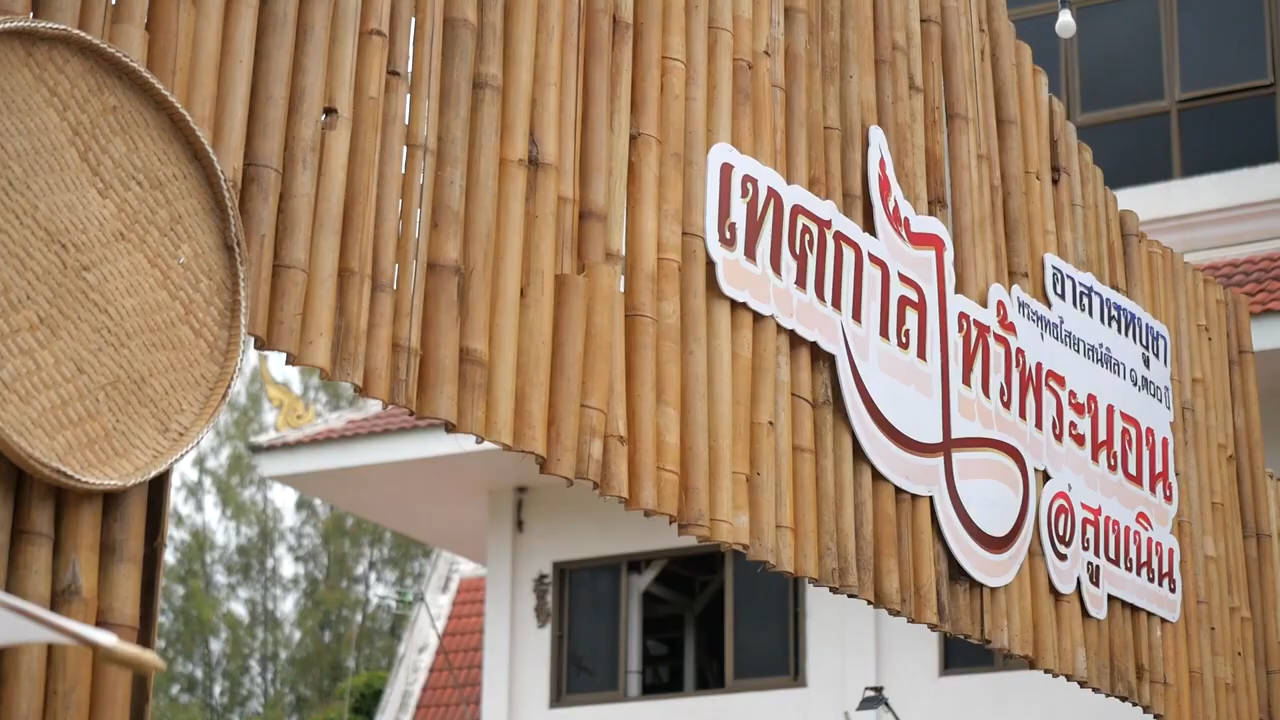 เทศกาลไหว้พระนอน
อาสาฬหบูชา
พระพุทธไสยาสน์ศิลา ๑,๓๐๐ ปี
@สูงเนิน